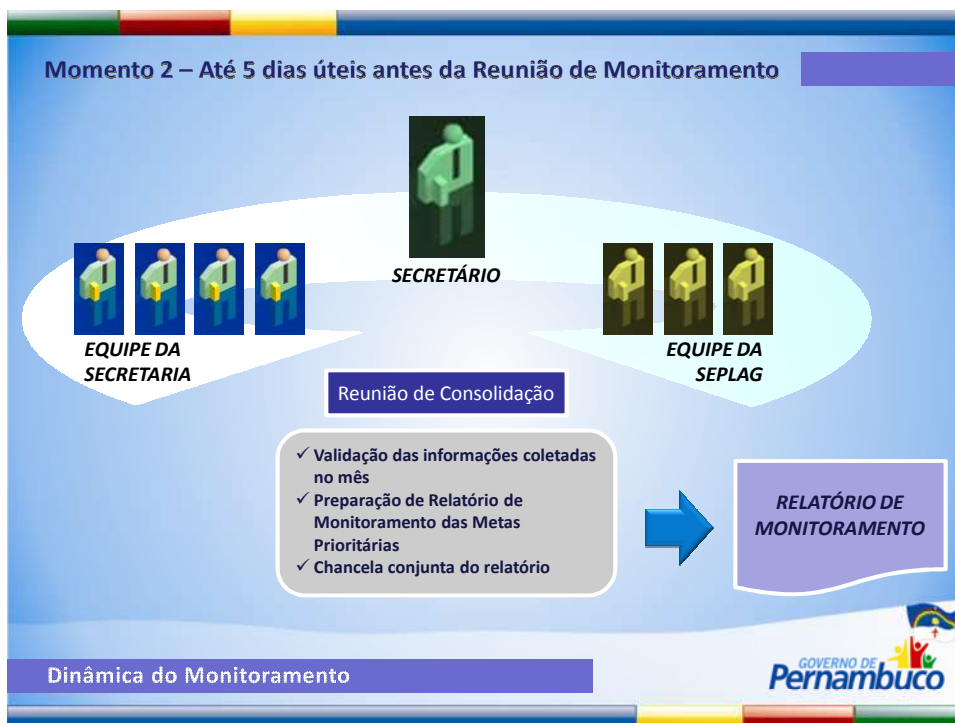 Momento 2 – Até 5 dias úteis antes da Reunião de Monitoramento
SECRETÁRIO
EQUIPE DA
SECRETARIA
EQUIPE DA
SEPLAG
Reunião de Consolidação
✓ Validação das informações coletadas
no mês
✓ Preparação de Relatório de
Monitoramento das Metas
Prioritárias
✓ Chancela conjunta do relatório
RELATÓRIO DE
MONITORAMENTO
Dinâmica do Monitoramento
GOVERNO DE
Pernambuco